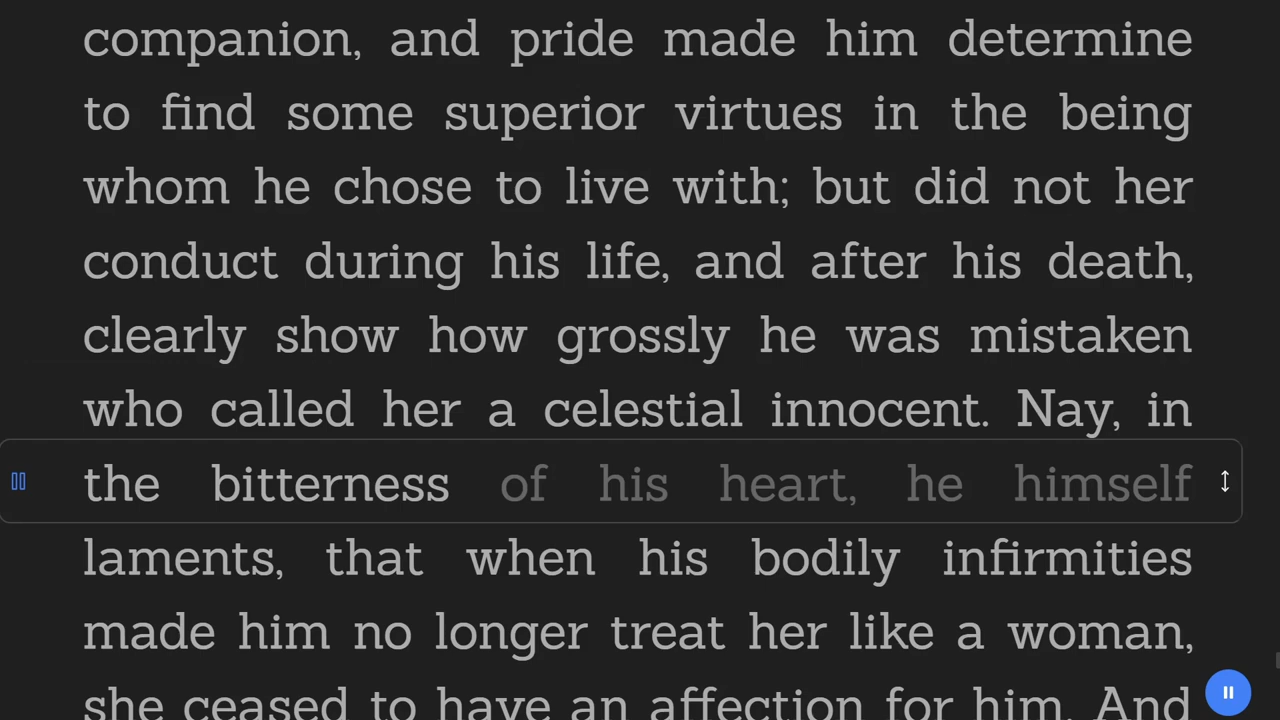 companion, and pride made him determine
to find some superior virtues in the being
whom he chose to live with; but did not her
conduct during his life, and after his death,
clearly show how grossly he was mistaken
who called her a celestial innocent. Nay, in
the bitterness of his heart, he himself
laments, that when his bodily infirmities
made him no longer treat her like a woman,
she ceased to have an affection for him. And